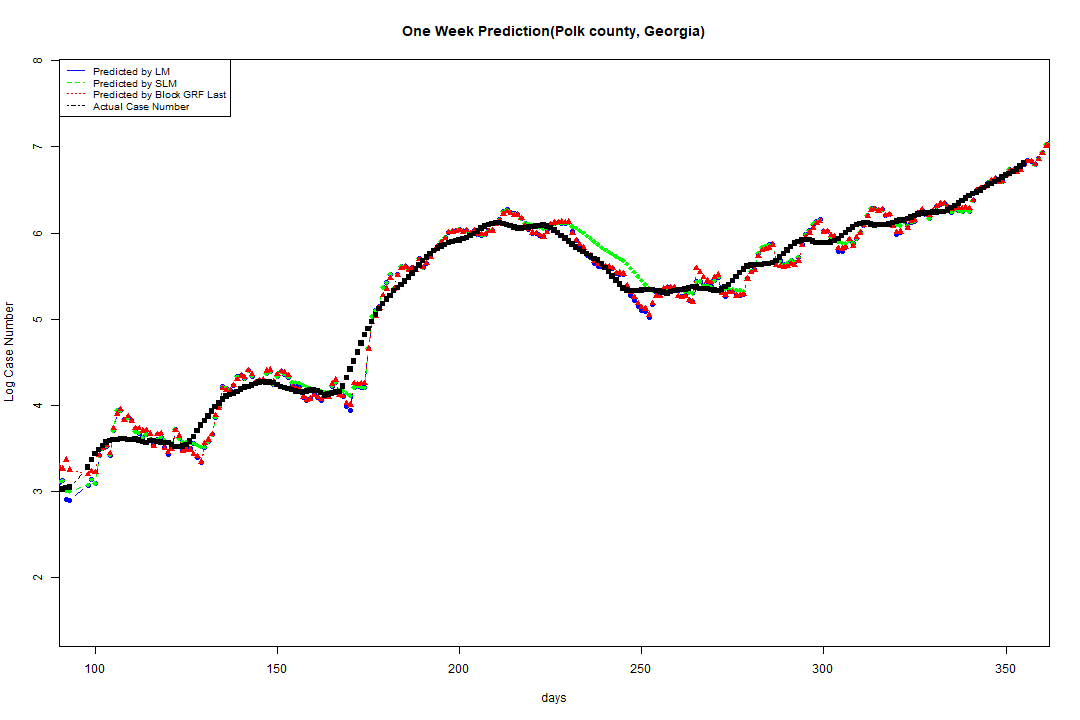 One Week Prediction(Polk county, Georgia)
Predicted by LM
Predicted by SLM
Predicted by Block GRF Last
Actual Case Number
8
7
6
5
4
3
2
Log Case Number
100 150 200 250 300 350
days